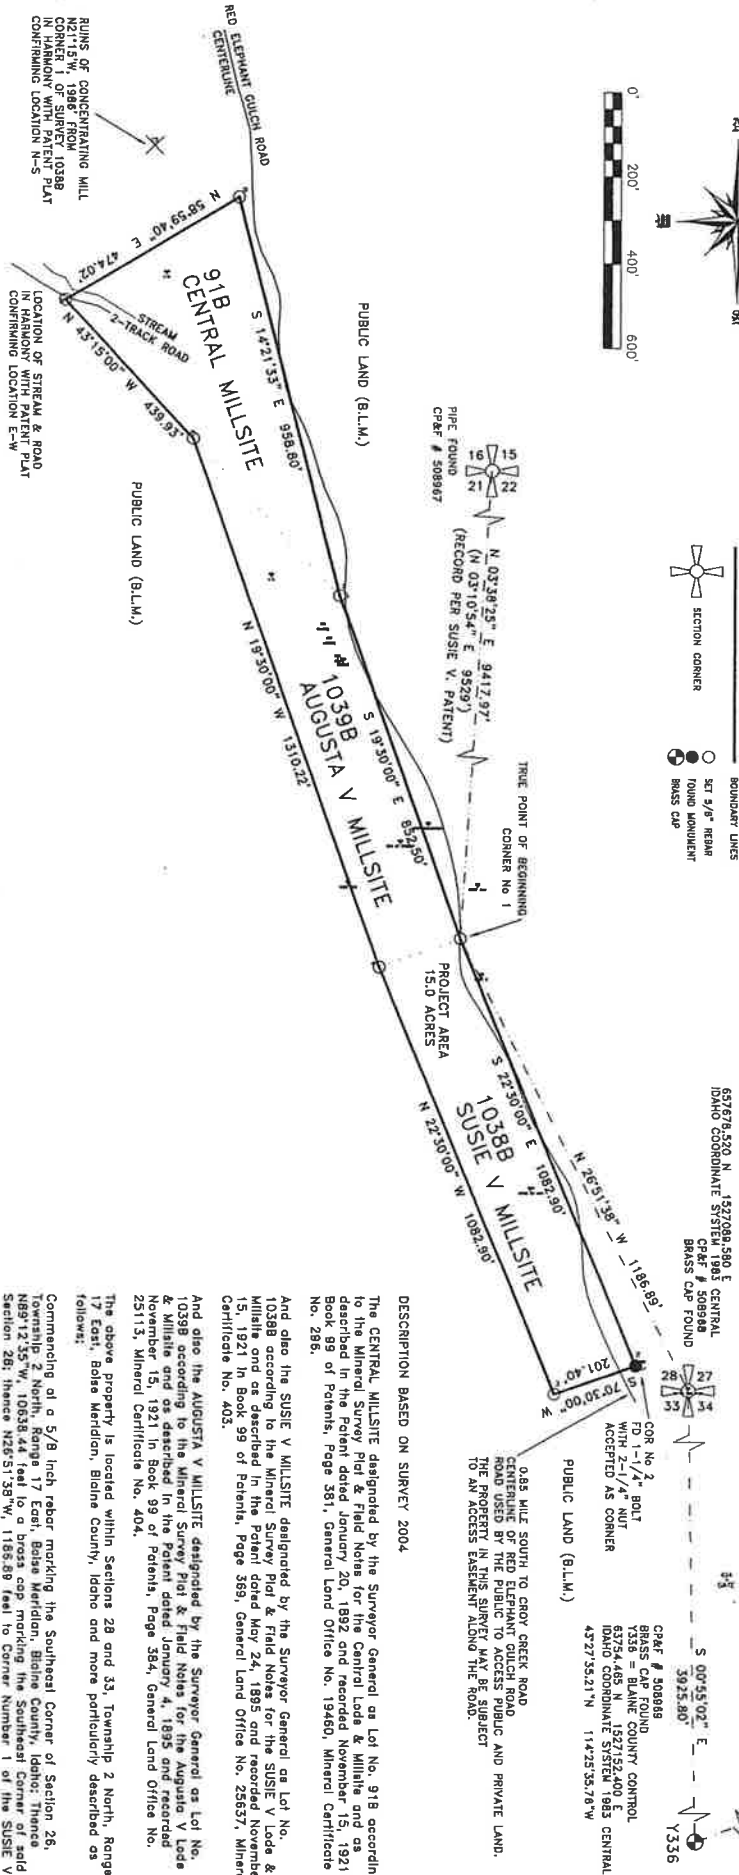 0' 200' 400' 600'
BOUNDARY LINES
SET 5/8" REBAR
FOUND MONUMENT
BRASS CAP
SECTION CORNER
RED ELEPHANT GULCH ROAD
CENTERLINE
RUINS OF CONCENTRATING MILL
N21°15'W, 1986' FROM
CORNER 1 OF SURVEY 1038B
IN HARMONY WITH PATENT PLAT
CONFIRMING LOCATION N-S
N 58°59'40" E 474.02'
STREAM
2-TRACK ROAD
LOCATION OF STREAM & ROAD
IN HARMONY WITH PATENT PLAT
CONFIRMING LOCATION E-W
N 43°15'00" W 439.93'
91B
CENTRAL MILLSITE
S 14°21'33" E 958.80'
PUBLIC LAND (B.L.M.)
PUBLIC LAND (B.L.M.)
16 15
21 22
PIPE FOUND
CP&F # 508967
N 03°38'25" E 9417.97'
(N 03°10'54" E 9529')
(RECORD PER SUSIE V. PATENT)
1039B
AUGUSTA V MILLSITE
S 19°30'00" E 852.50'
N 19°30'00" W 1310.22'
TRUE POINT OF BEGINNING
CORNER No 1
PROJECT AREA
15.0 ACRES
1038B
SUSIE V MILLSITE
S 22°30'00" E 1082.90'
N 22°30'00" W 1082.90'
N 26°51'38" W 1186.89'
S 70°30'00" W
201.40'
657678.520 N 1527089.580 E
IDAHO COORDINATE SYSTEM 1983 CENTRAL
CP&F # 508968
BRASS CAP FOUND
28 27
33 34
COR No 2
FD 1-1/4" BOLT
WITH 2-1/4" NUT
ACCEPTED AS CORNER
PUBLIC LAND (B.L.M.)
0.85 MILE SOUTH TO CROY CREEK ROAD
CENTERLINE OF RED ELEPHANT GULCH ROAD
ROAD USED BY THE PUBLIC TO ACCESS PUBLIC AND PRIVATE LAND.
THE PROPERTY IN THIS SURVEY MAY BE SUBJECT
TO AN ACCESS EASEMENT ALONG THE ROAD.
S 00°55'02" E
3925.80'
Y336
CP&F # 508969
BRASS CAP FOUND
Y336 = BLAINE COUNTY CONTROL
63754.465 N 1527152.400 E
IDAHO COORDINATE SYSTEM 1983 CENTRAL
43°27'35.21"N 114°25'35.78"W
DESCRIPTION BASED ON SURVEY 2004
The CENTRAL MILLSITE designated by the Surveyor General as Lot No. 91B accordin
to the Mineral Survey Plat & Field Notes for the Central Lode & Millsite and as
described in the Patent dated January 20, 1892 and recorded November 15, 1921
Book 99 of Patents, Page 381, General Land Office No. 19460, Mineral Certificate
No. 296.
And also the SUSIE V MILLSITE designated by the Surveyor General as Lot No.
1038B according to the Mineral Survey Plat & Field Notes for the SUSIE V Lode &
Millsite and as described in the Patent dated May 24, 1895 and recorded Novembe
15, 1921 in Book 99 of Patents, Page 369, General Land Office No. 25637, Minera
Certificate No. 403.
And also the AUGUSTA V MILLSITE designated by the Surveyor General as Lot No.
1039B according to the Mineral Survey Plat & Field Notes for the Augusta V Lode
& Millsite and as described in the Patent dated January 4, 1895 and recorded
November 15, 1921 in Book 99 of Patents, Page 384, General Land Office No.
25113, Mineral Certificate No. 404.
The above property is located within Sections 28 and 33, Township 2 North, Range
17 East, Boise Meridian, Blaine County, Idaho and more particularly described as
follows:
Commencing at a 5/8 inch rebar marking the Southeast Corner of Section 26,
Township 2 North, Range 17 East, Boise Meridian, Blaine County, Idaho; Thence
N89°12'35"W, 10638.44 feet to a brass cap marking the Southeast Corner of said
Section 28; thence N26°51'38"W, 1186.89 feet to Corner Number 1 of the SUSIE V